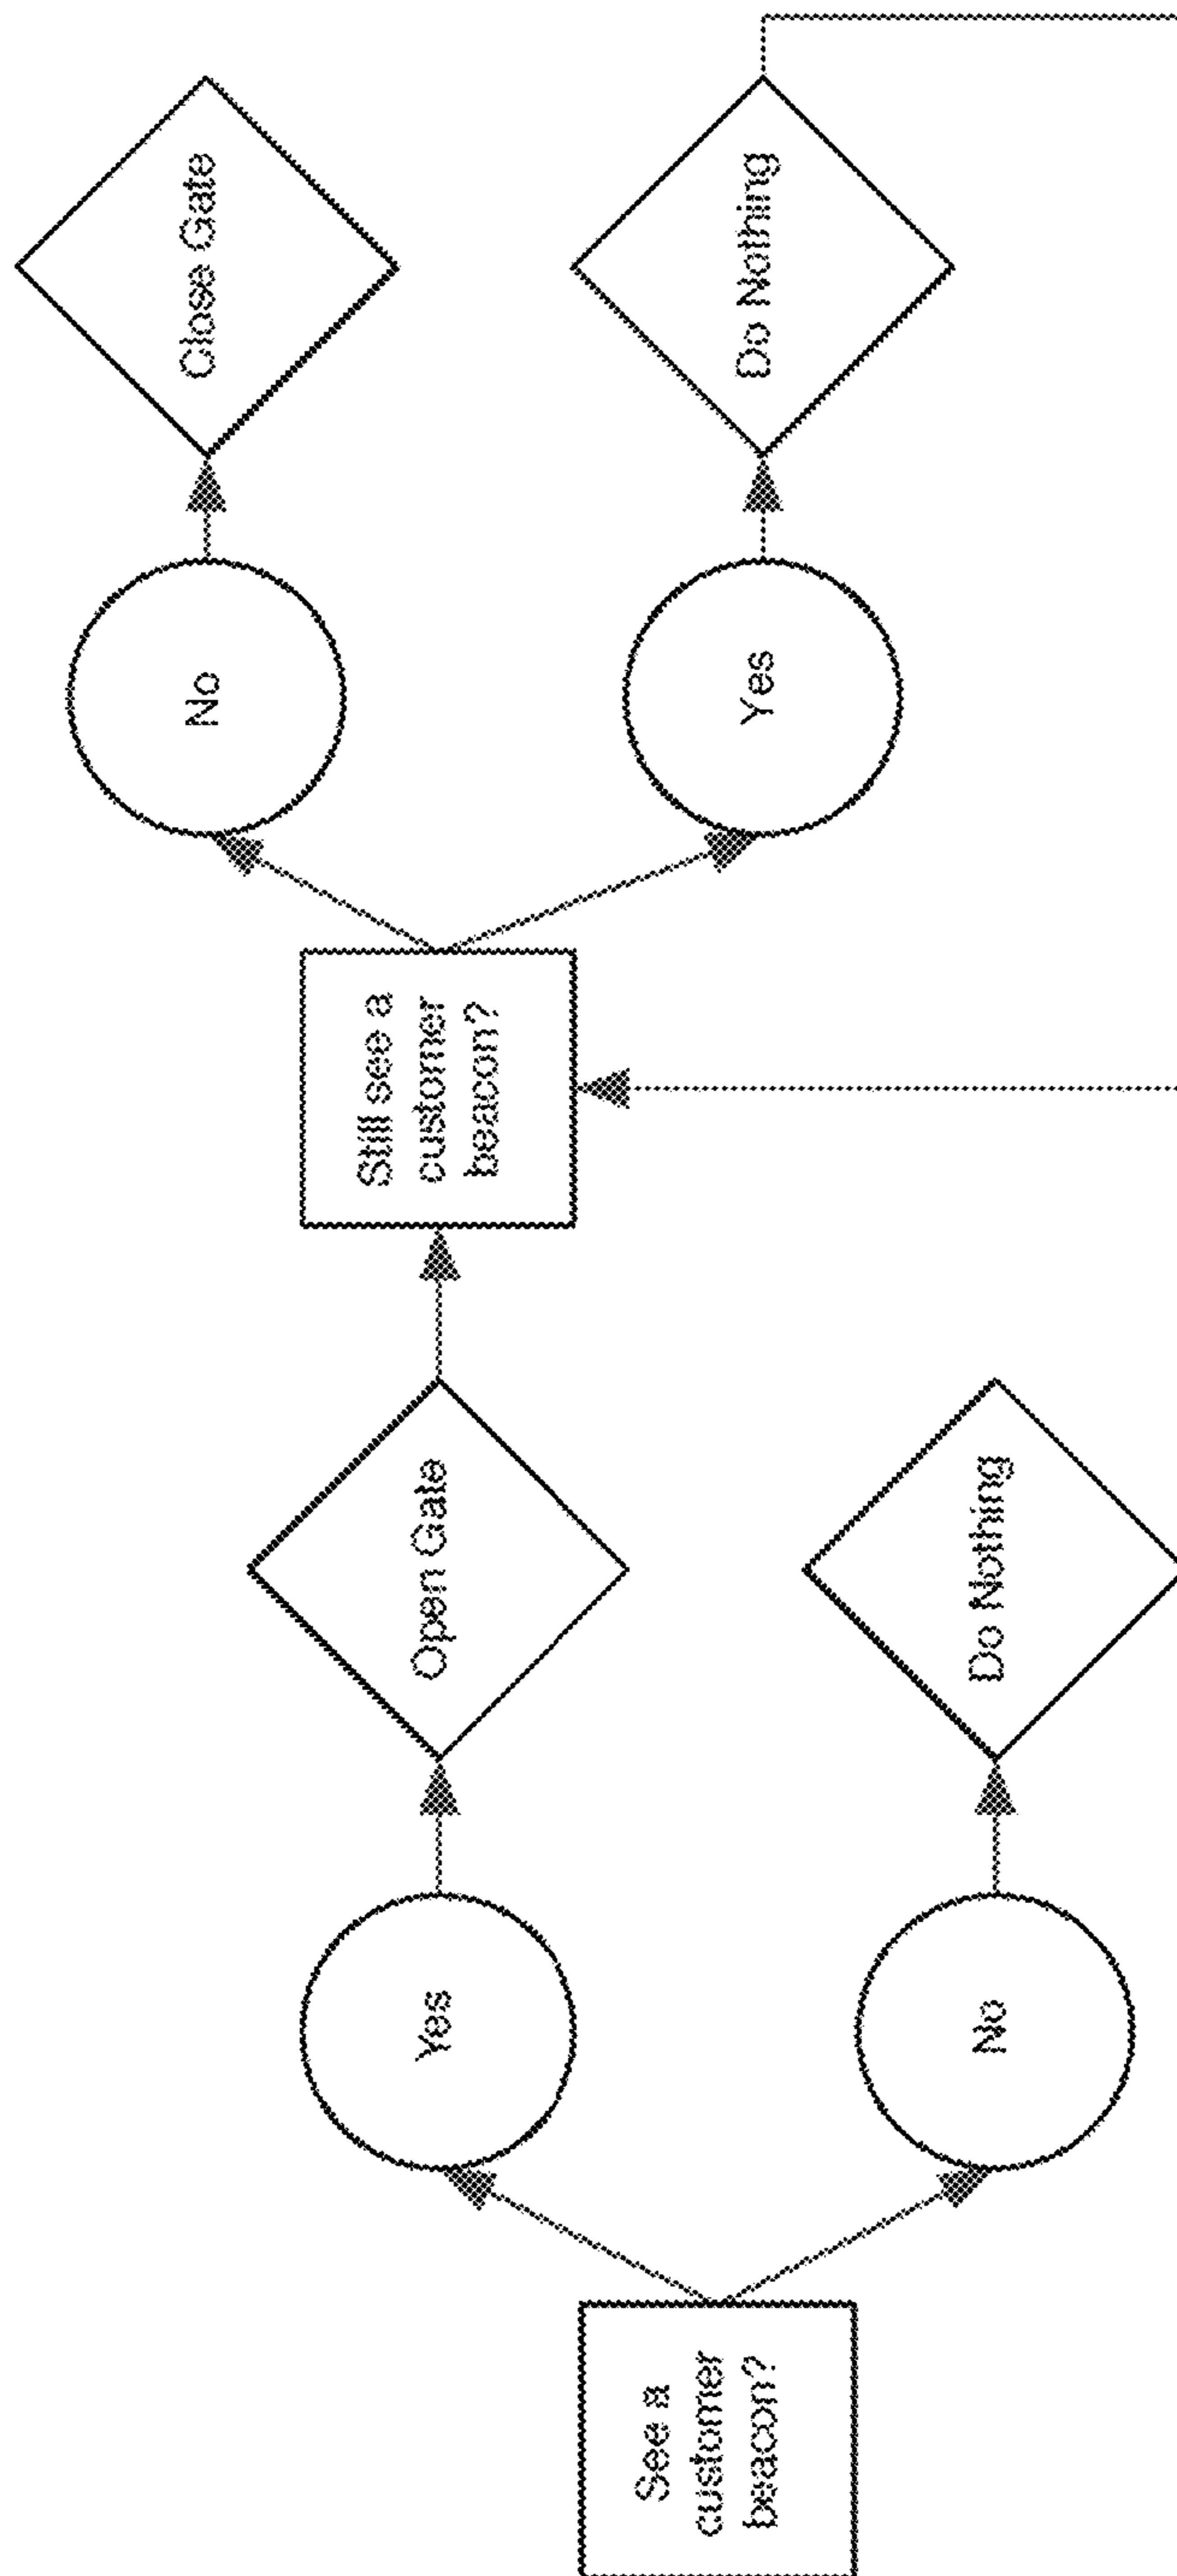 See a
customer
beacon?
Yes
No
Open Gate
Do Nothing
Still see a
customer
beacon?
No
Yes
Close Gate
Do Nothing